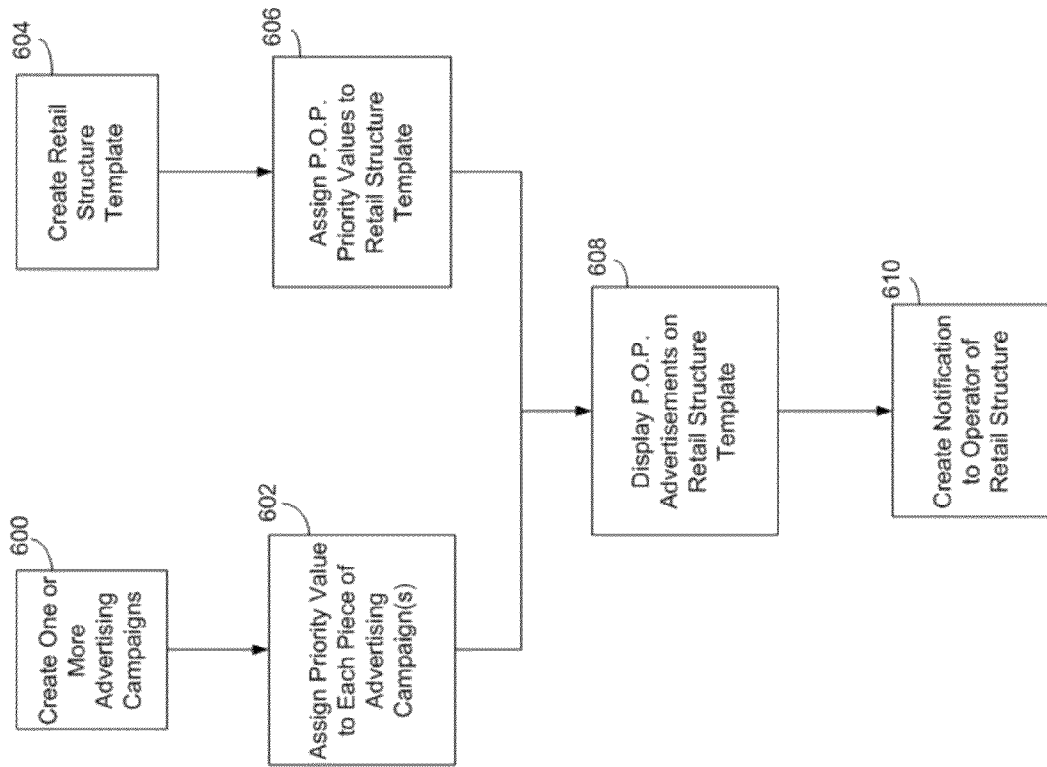 600
Create One or
More
Advertising
Campaigns
602
Assign Priority Value
to Each Piece of
Advertising
Campaign(s)
604
Create Retail
Structure
Template
606
Assign P.O.P.
Priority Values to
Retail Structure
Template
608
Display P.O.P.
Advertisements on
Retail Structure
Template
610
Create Notification
to Operator of
Retail Structure